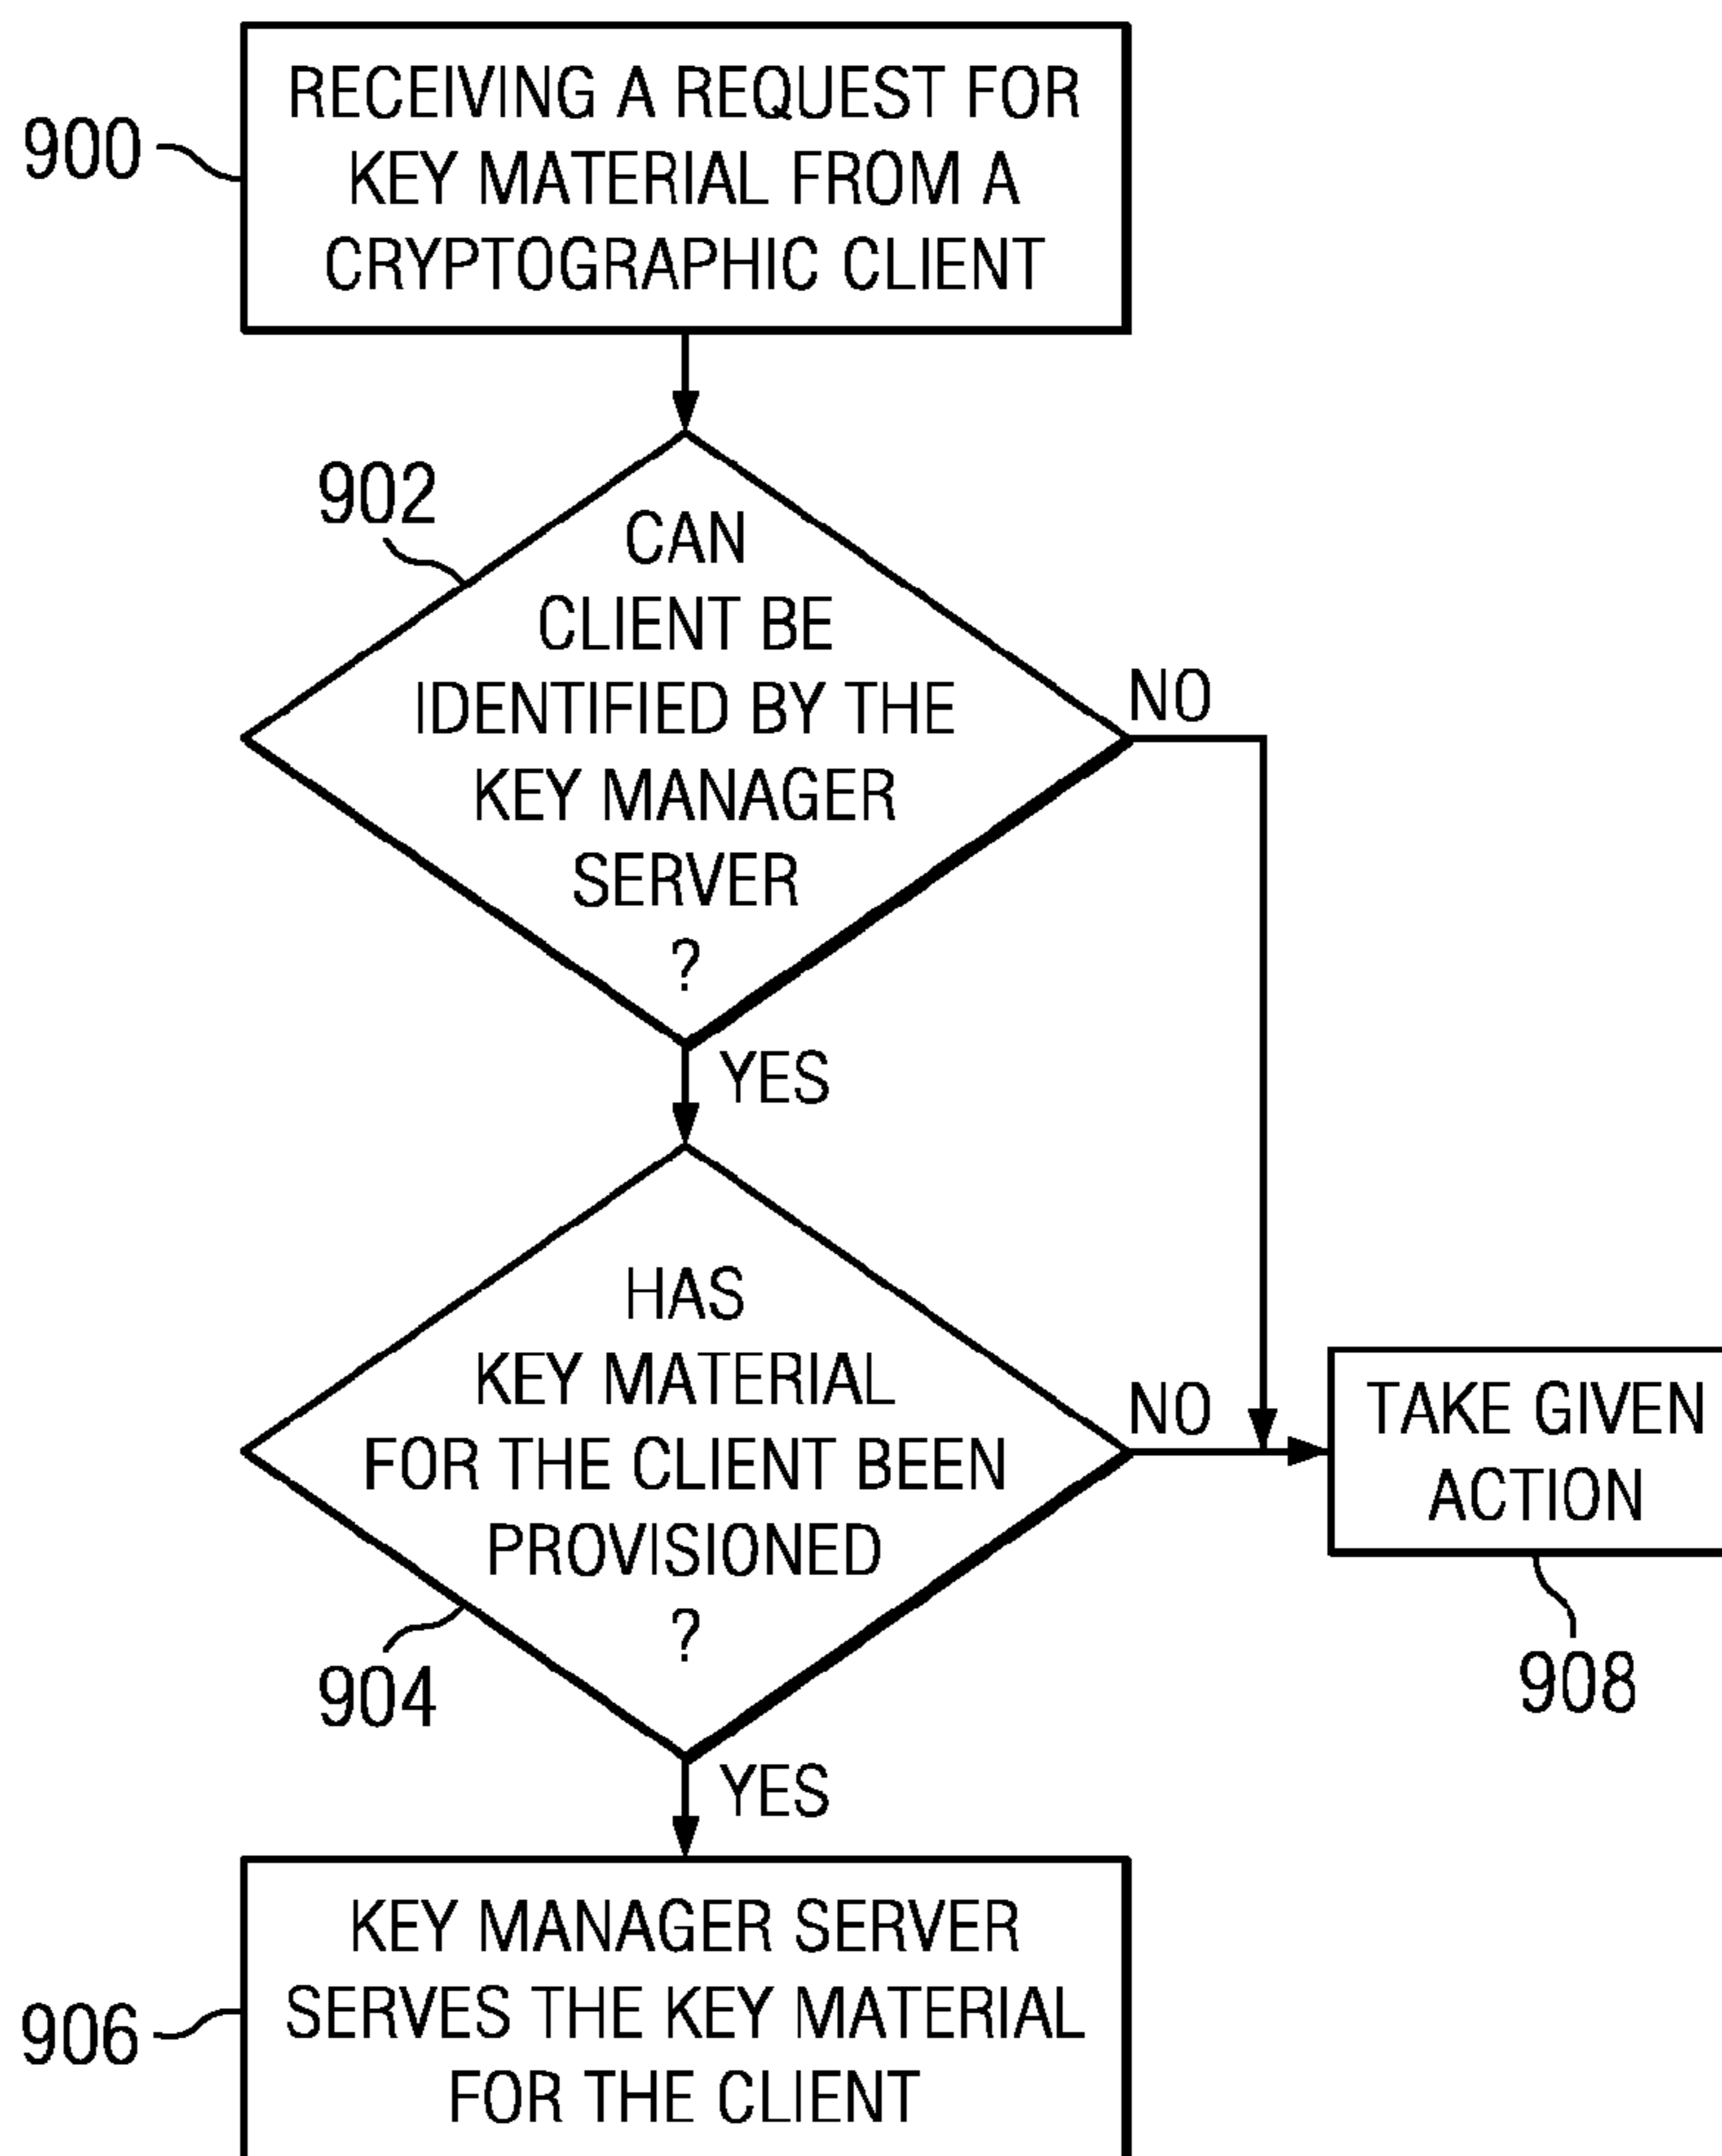 RECEIVING A REQUEST FOR
KEY MATERIAL FROM A
CRYPTOGRAPHIC CLIENT
900
902
CAN
CLIENT BE
IDENTIFIED BY THE
KEY MANAGER
SERVER
?
NO
YES
HAS
KEY MATERIAL
FOR THE CLIENT BEEN
PROVISIONED
?
NO
TAKE GIVEN
ACTION
904
908
YES
KEY MANAGER SERVER
SERVES THE KEY MATERIAL
FOR THE CLIENT
906